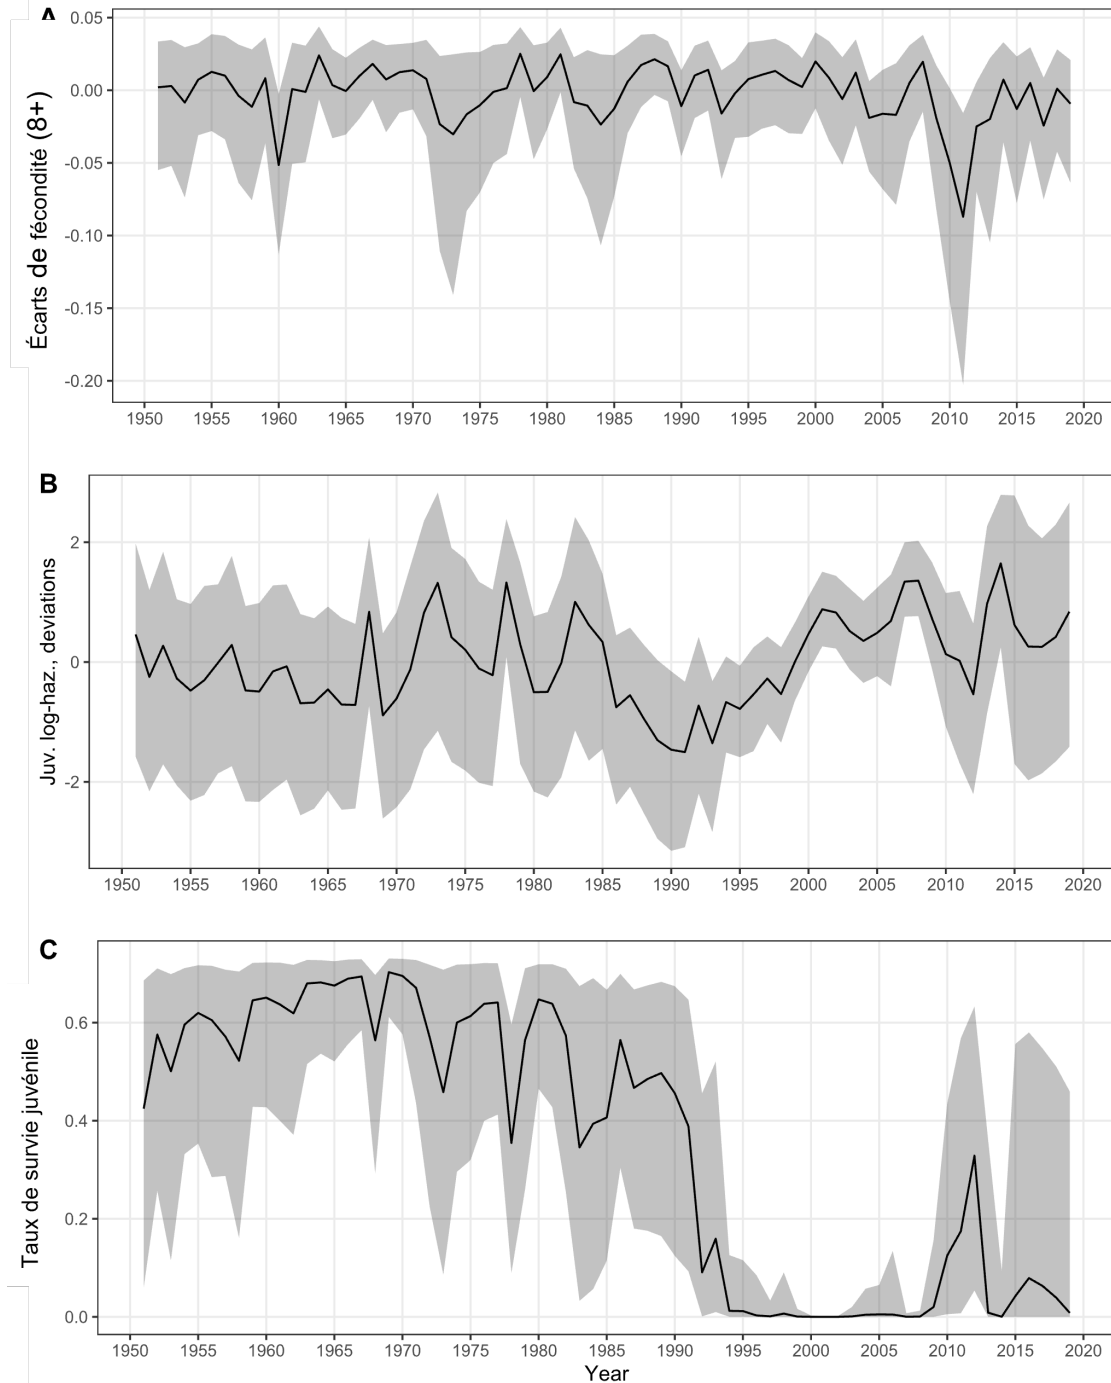 A
Écarts de fécondité (8+)
0.05
0.00
-0.05
-0.10
-0.15
-0.20
1950 1955 1960 1965 1970 1975 1980 1985 1990 1995 2000 2005 2010 2015 2020
B
Juv. log-haz., deviations
2
0
-2
1950 1955 1960 1965 1970 1975 1980 1985 1990 1995 2000 2005 2010 2015 2020
C
Taux de survie juvénile
0.6
0.4
0.2
0.0
1950 1955 1960 1965 1970 1975 1980 1985 1990 1995 2000 2005 2010 2015 2020
Year